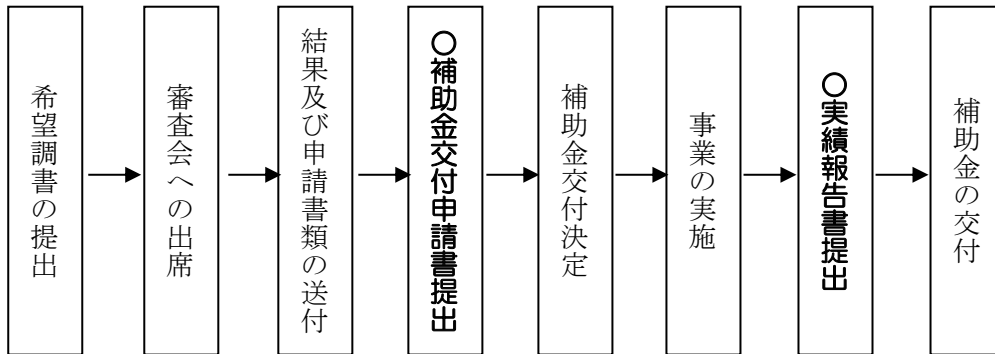 希望調書の提出
審査会への出席
結果及び申請書類の送付
○補助金交付申請書提出
補助金交付決定
事業の実施
○実績報告書提出
補助金の交付